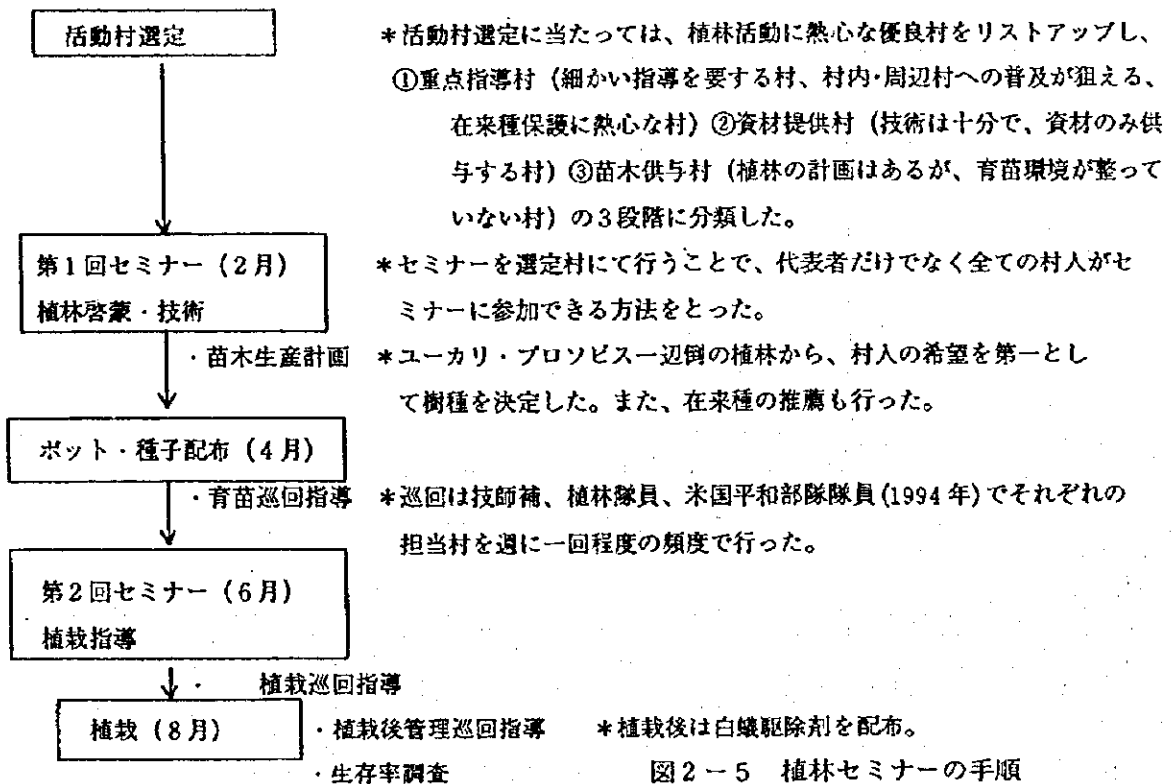 活動村選定
*活動村選定に当たっては、植林活動に熱心な優良村をリストアップし、
①重点指導村（細かい指導を要する村、村内・周辺村への普及が狙える、
在来種保護に熱心な村）②資材提供村（技術は十分で、資材のみ供
与する村）③苗木供与村（植林の計画はあるが、育苗環境が整って
いない村）の3段階に分類した。
第1回セミナー（2月）
植林啓蒙・技術
*セミナーを選定村にて行うことで、代表者だけでなく全ての村人がセ
ミナーに参加できる方法をとった。
・苗木生産計画
*ユーカリ・プロソピス一辺倒の植林から、村人の希望を第一とし
て樹種を決定した。また、在来種の推薦も行った。
ポット・種子配布（4月）
・育苗巡回指導
*巡回は技師補、植林隊員、米国平和部隊隊員(1994年)でそれぞれの
担当村を週に一回程度の頻度で行った。
第2回セミナー（6月）
植栽指導
・ 植栽巡回指導
植栽（8月）
・植栽後管理巡回指導
*植栽後は白蟻駆除剤を配布。
・生存率調査
図2－5 植林セミナーの手順